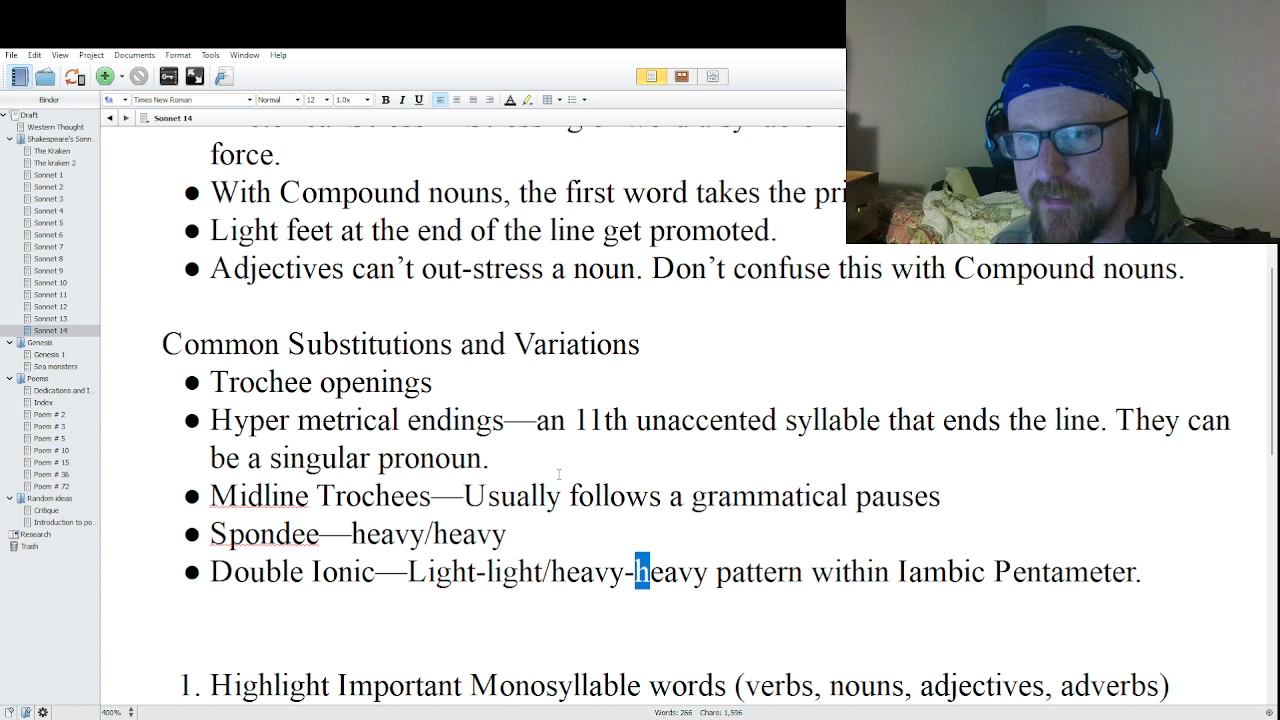 File Edit View Project Documents Format Tools Window Help
Binder Times New Roman Normal 12 1.0x B I U
Sonnet 14
Draft
Western Thought
Shakespeare's Sonn...
The Kraken
The kraken 2
Sonnet 1
Sonnet 2
Sonnet 3
Sonnet 4
Sonnet 5
Sonnet 6
Sonnet 7
Sonnet 8
Sonnet 9
Sonnet 10
Sonnet 11
Sonnet 12
Sonnet 13
Sonnet 14
Genesis
Genesis 1
Sea monsters
Poems
Dedications and I...
Index
Poem # 2
Poem # 3
Poem # 5
Poem # 10
Poem # 15
Poem # 36
Poem # 72
Random ideas
Critique
Introduction to po...
Research
Trash
force.
● With Compound nouns, the first word takes the pri
● Light feet at the end of the line get promoted.
● Adjectives can't out-stress a noun. Don't confuse this with Compound nouns.
Common Substitutions and Variations
● Trochee openings
● Hyper metrical endings—an 11th unaccented syllable that ends the line. They can
be a singular pronoun.
● Midline Trochees—Usually follows a grammatical pauses
● Spondee—heavy/heavy
● Double Ionic—Light-light/heavy-heavy pattern within Iambic Pentameter.
1. Highlight Important Monosyllable words (verbs, nouns, adjectives, adverbs)
400% Words: 266 Chars: 1,596